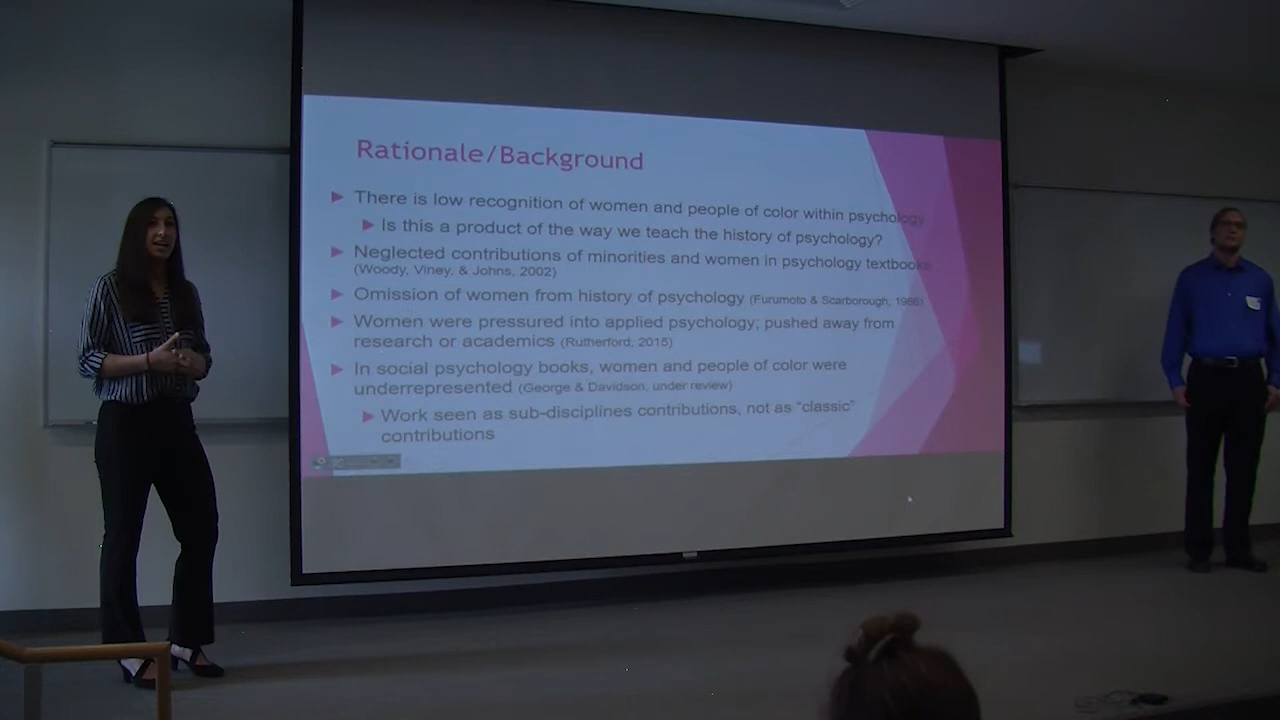 Rationale/Background
There is low recognition of women and people of color within psychology
Is this a product of the way we teach the history of psychology?
Neglected contributions of minorities and women in psychology textbooks
(Woody, Viney, & Johns, 2002)
Omission of women from history of psychology (Furumoto & Scarborough, 1986)
Women were pressured into applied psychology; pushed away from
research or academics (Rutherford, 2015)
In social psychology books, women and people of color were
underrepresented (George & Davidson, under review)
Work seen as sub-disciplines contributions, not as “classic”
contributions